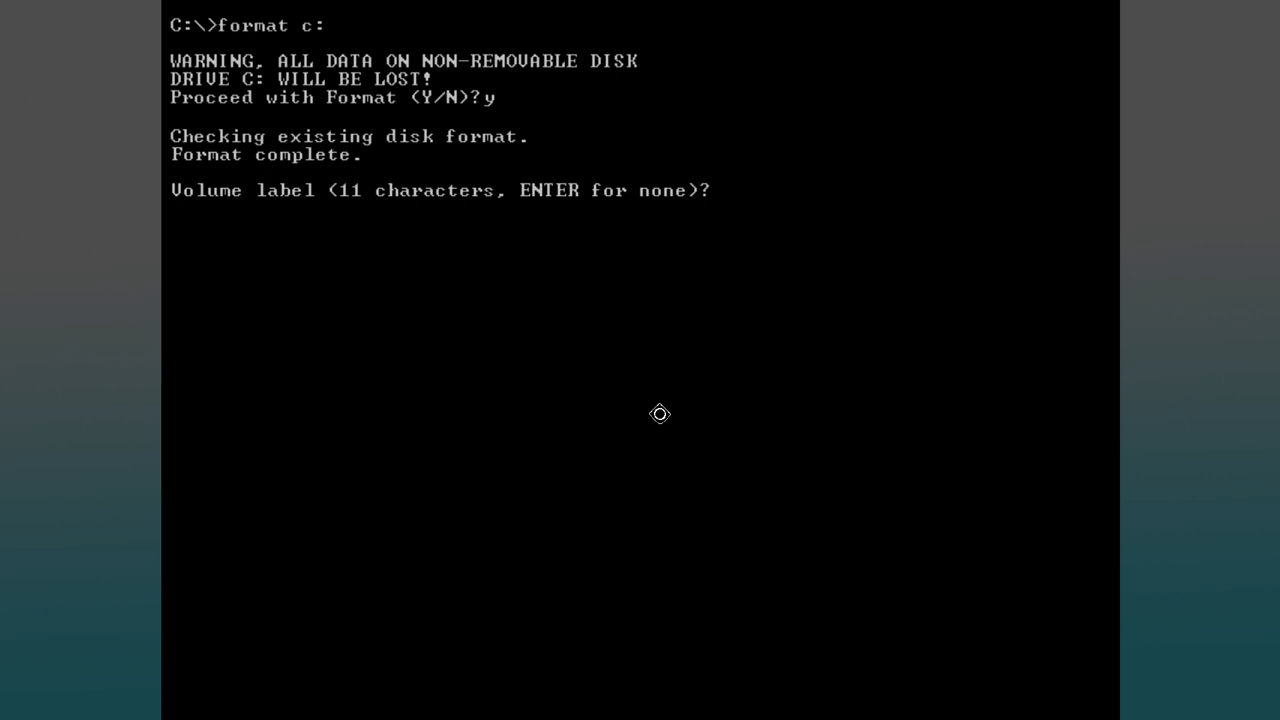 C:\>format c:
WARNING, ALL DATA ON NON-REMOVABLE DISK
DRIVE C: WILL BE LOST!
Proceed with Format (Y/N)?y
Checking existing disk format.
Format complete.
Volume label (11 characters, ENTER for none)?